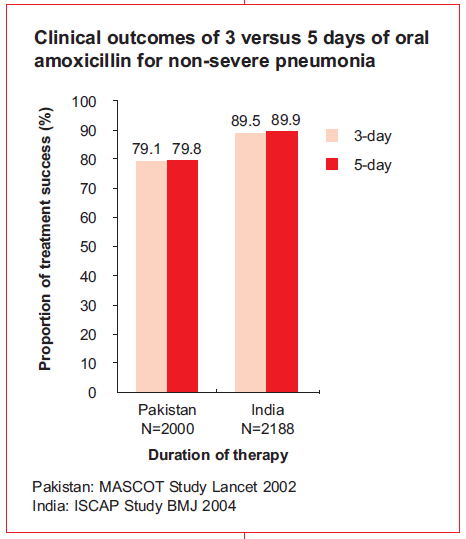 Clinical outcomes of 3 versus 5 days of oral
amoxicillin for non-severe pneumonia
Proportion of treatment success (%)
100
90
80
70
60
50
40
30
20
10
0
79.1 79.8
89.5 89.9
3-day
5-day
Pakistan
N=2000
India
N=2188
Duration of therapy
Pakistan: MASCOT Study Lancet 2002
India: ISCAP Study BMJ 2004